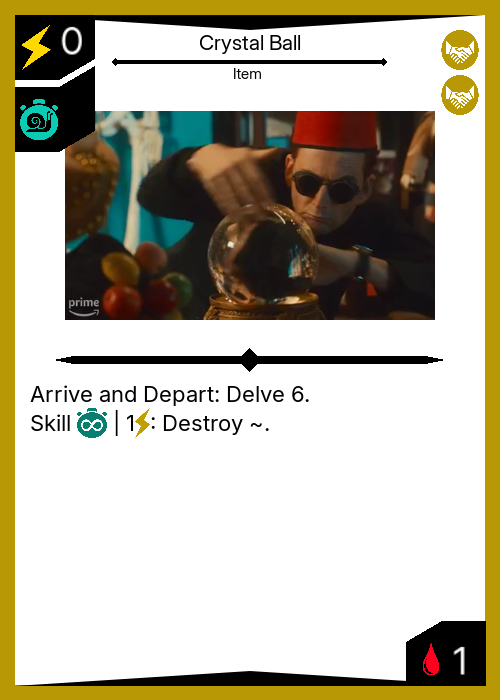 0
Crystal Ball
Item
prime
Arrive and Depart: Delve 6.
Skill | 1 : Destroy ~.
1